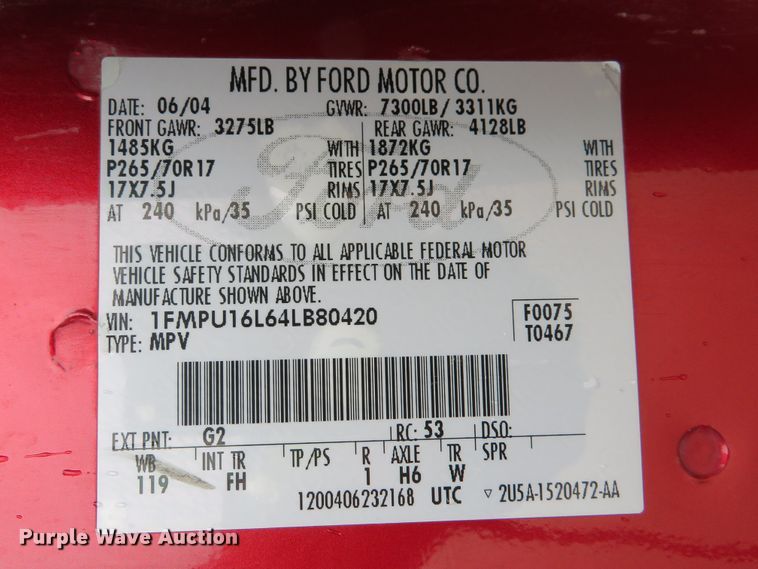 MFD. BY FORD MOTOR CO.
DATE: 06/04 GVWR: 7300LB / 3311KG
FRONT GAWR: 3275LB REAR GAWR: 4128LB
1485KG WITH 1872KG WITH
P265/70R17 TIRES P265/70R17 TIRES
17X7.5J RIMS 17X7.5J RIMS
AT 240 kPa/35 PSI COLD AT 240 kPa/35 PSI COLD
Ford
THIS VEHICLE CONFORMS TO ALL APPLICABLE FEDERAL MOTOR
VEHICLE SAFETY STANDARDS IN EFFECT ON THE DATE OF
MANUFACTURE SHOWN ABOVE.
VIN: 1FMPU16L64LB80420 F0075
TYPE: MPV T0467
EXT PNT: G2 RC: 53 DSO:
WB INT TR TP/PS R AXLE TR SPR
119 FH 1 H6 W
1200406232168 UTC ▽ 2U5A-1520472-AA
Purple Wave Auction